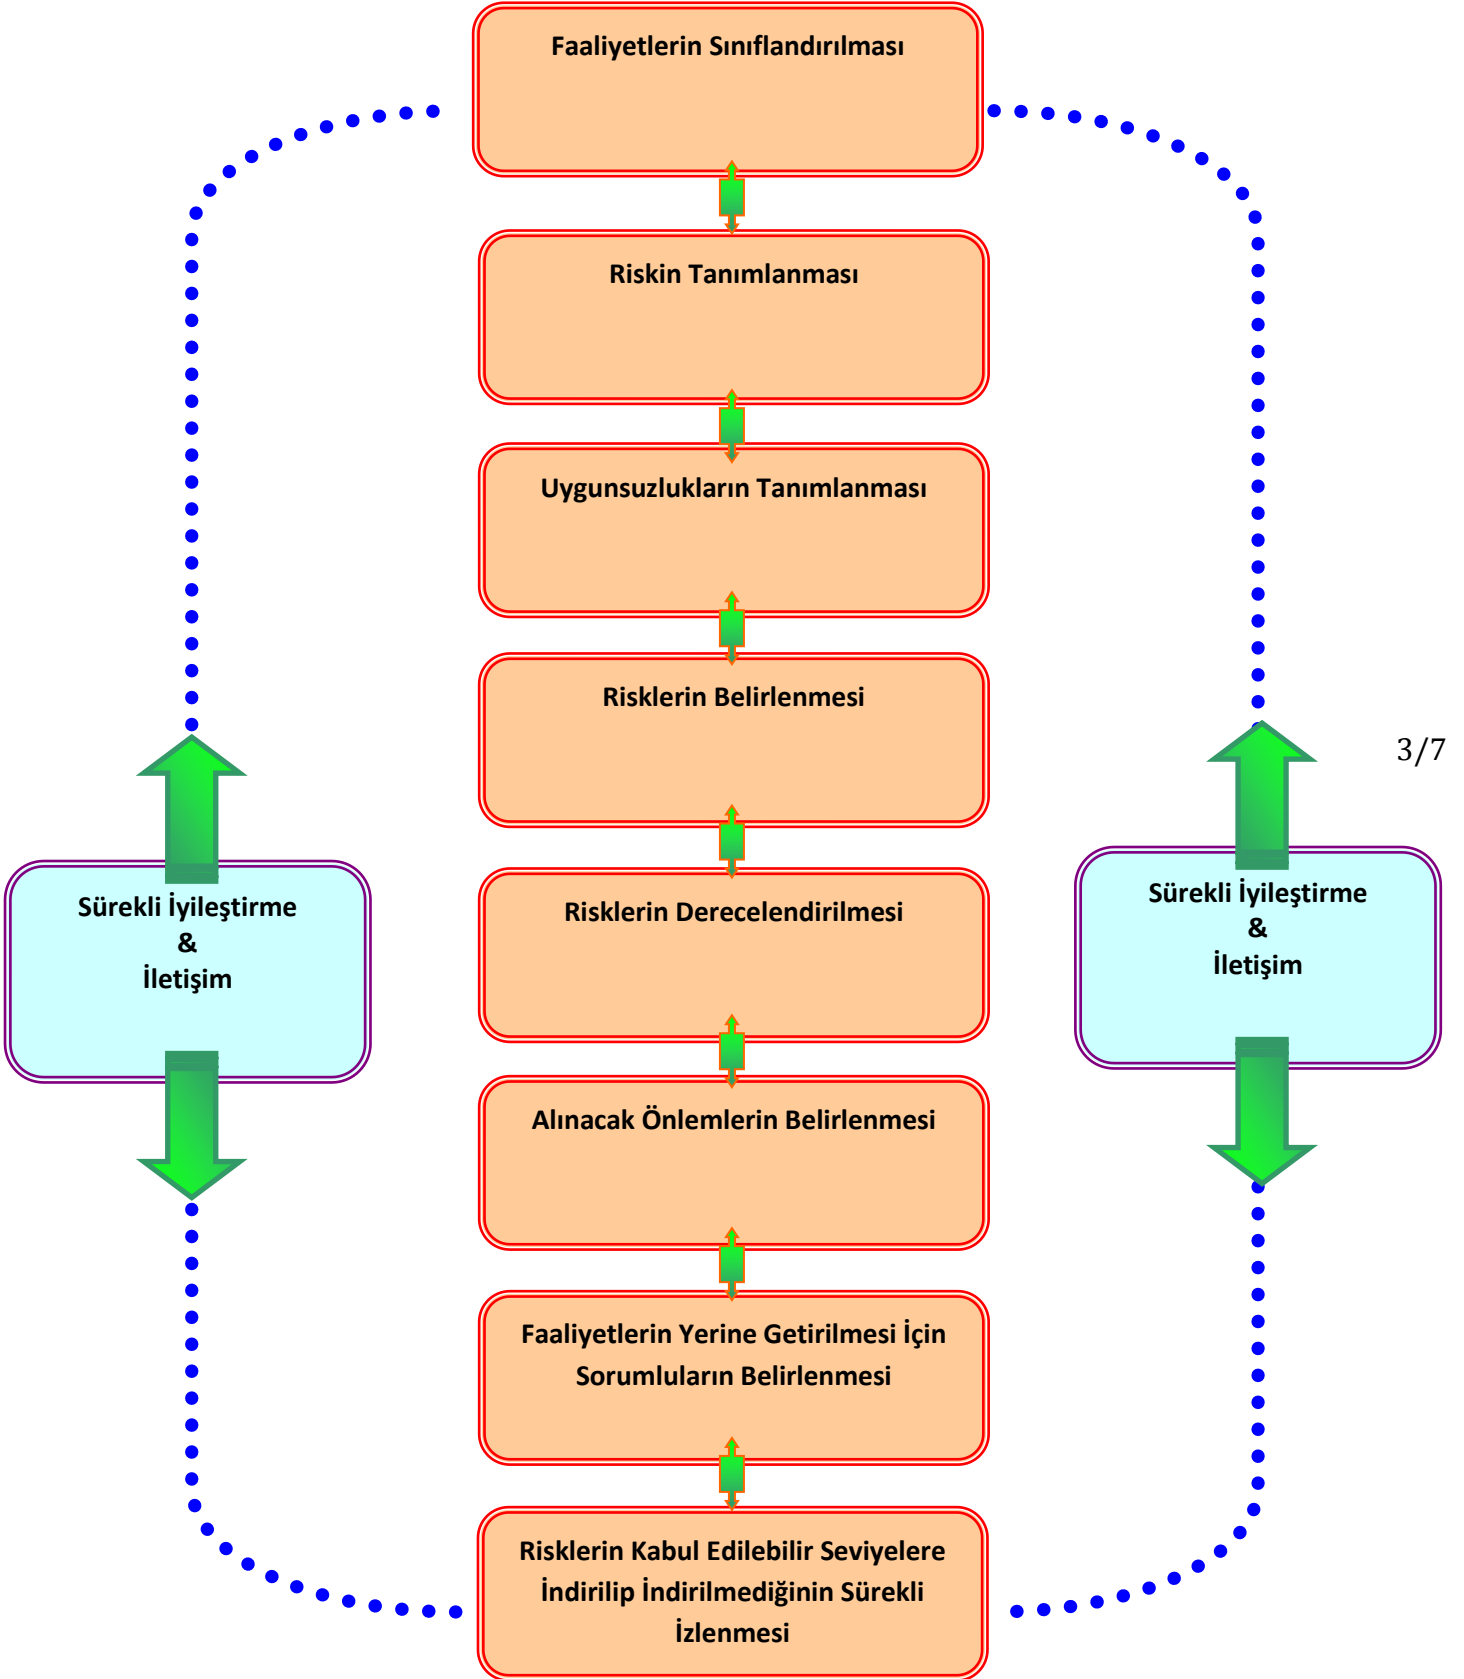 Faaliyetlerin Sınıflandırılması
Riskin Tanımlanması
Uygunsuzlukların Tanımlanması
Risklerin Belirlenmesi
3/7
Sürekli İyileştirme
&
İletişim
Risklerin Derecelendirilmesi
Sürekli İyileştirme
&
İletişim
Alınacak Önlemlerin Belirlenmesi
Faaliyetlerin Yerine Getirilmesi İçin
Sorumluların Belirlenmesi
Risklerin Kabul Edilebilir Seviyelere
İndirilip İndirilmediğinin Sürekli
İzlenmesi